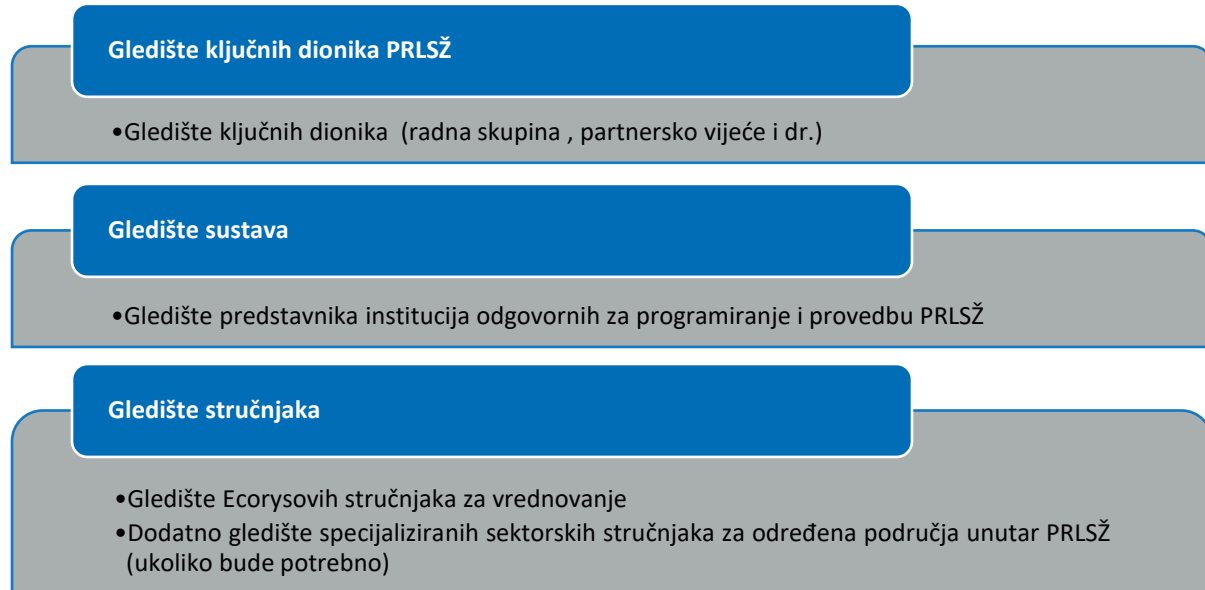 Gledište ključnih dionika PRLSŽ
•Gledište ključnih dionika (radna skupina , partnersko vijeće i dr.)
Gledište sustava
•Gledište predstavnika institucija odgovornih za programiranje i provedbu PRLSŽ
Gledište stručnjaka
•Gledište Ecorysovih stručnjaka za vrednovanje
•Dodatno gledište specijaliziranih sektorskih stručnjaka za određena područja unutar PRLSŽ
(ukoliko bude potrebno)